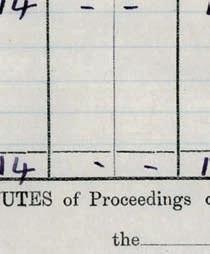 14 - -
14 - - 1
UTES of Proceedings
the